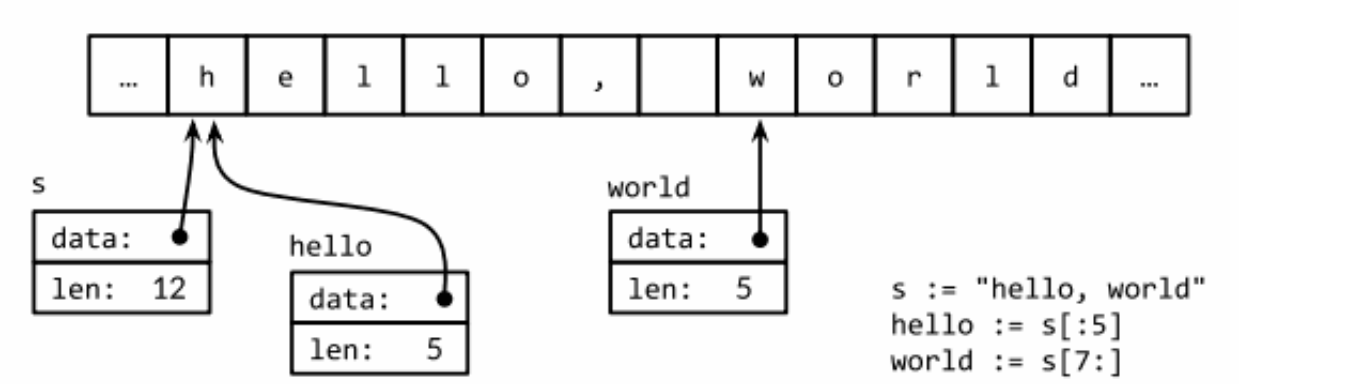 … h e l l o , w o r l d …
s
world
data:
data:
hello
len: 12
data:
len: 5
s := "hello, world"
len: 5
hello := s[:5]
world := s[7:]